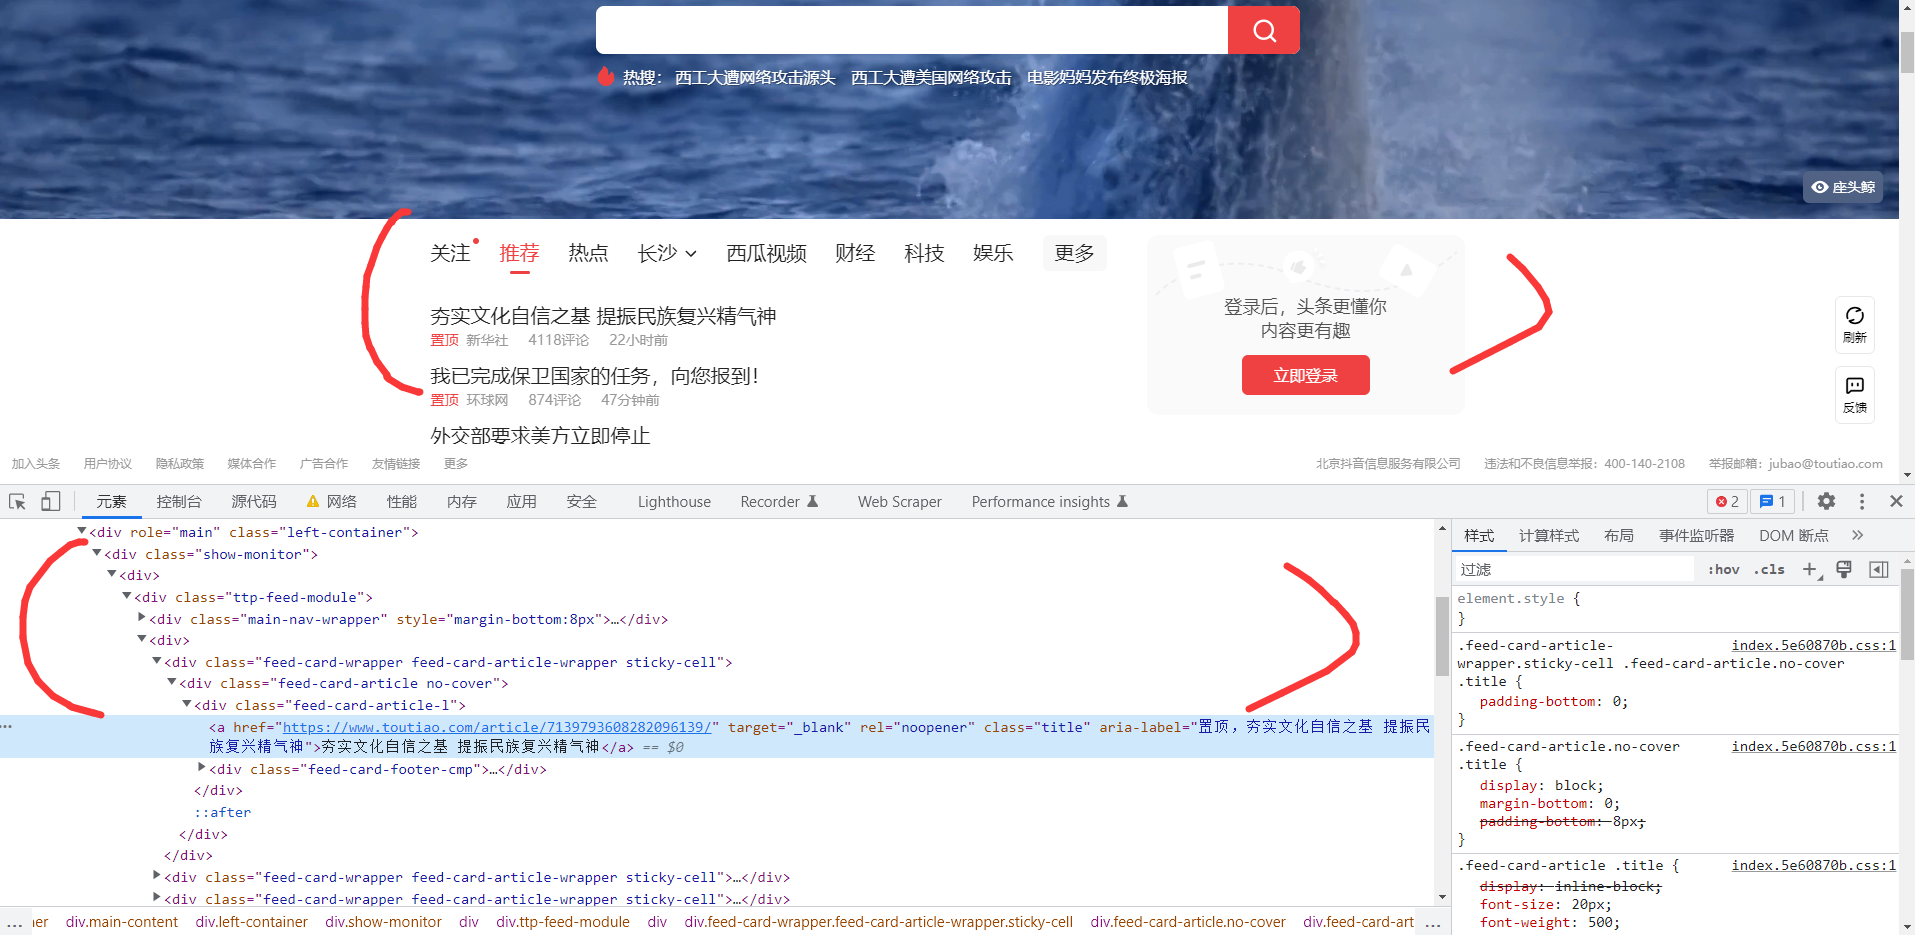 热搜： 西工大遭网络攻击源头 西工大遭美国网络攻击 电影妈妈发布终极海报
座头鲸
关注 推荐 热点 长沙 西瓜视频 财经 科技 娱乐 更多
夯实文化自信之基 提振民族复兴精气神
置顶 新华社 4118评论 22小时前
我已完成保卫国家的任务，向您报到！
置顶 环球网 874评论 47分钟前
外交部要求美方立即停止
登录后，头条更懂你
内容更有趣
立即登录
刷新
反馈
加入头条 用户协议 隐私政策 媒体合作 广告合作 友情链接 更多
北京抖音信息服务有限公司 违法和不良信息举报：400-140-2108 举报邮箱：jubao@toutiao.com
元素 控制台 源代码 网络 性能 内存 应用 安全 Lighthouse Recorder Web Scraper Performance insights 2 1
<div role="main" class="left-container">
<div class="show-monitor">
<div>
<div class="ttp-feed-module">
<div class="main-nav-wrapper" style="margin-bottom:8px">…</div>
<div>
<div class="feed-card-wrapper feed-card-article-wrapper sticky-cell">
<div class="feed-card-article no-cover">
<div class="feed-card-article-l">
<a href="https://www.toutiao.com/article/7139793608282096139/" target="_blank" rel="noopener" class="title" aria-label="置顶，夯实文化自信之基 提振民
族复兴精气神">夯实文化自信之基 提振民族复兴精气神</a> == $0
<div class="feed-card-footer-cmp">…</div>
</div>
::after
</div>
</div>
<div class="feed-card-wrapper feed-card-article-wrapper sticky-cell">…</div>
<div class="feed-card-wrapper feed-card-article-wrapper sticky-cell">…</div>
... ner div.main-content div.left-container div.show-monitor div div.ttp-feed-module div div.feed-card-wrapper.feed-card-article-wrapper.sticky-cell div.feed-card-article.no-cover div.feed-card-art ...
样式 计算样式 布局 事件监听器 DOM 断点 »
过滤 :hov .cls +
element.style {
}
.feed-card-article- index.5e60870b.css:1
wrapper.sticky-cell .feed-card-article.no-cover
.title {
padding-bottom: 0;
}
.feed-card-article.no-cover index.5e60870b.css:1
.title {
display: block;
margin-bottom: 0;
padding-bottom: 8px;
}
.feed-card-article .title { index.5e60870b.css:1
display: inline-block;
font-size: 20px;
font-weight: 500;